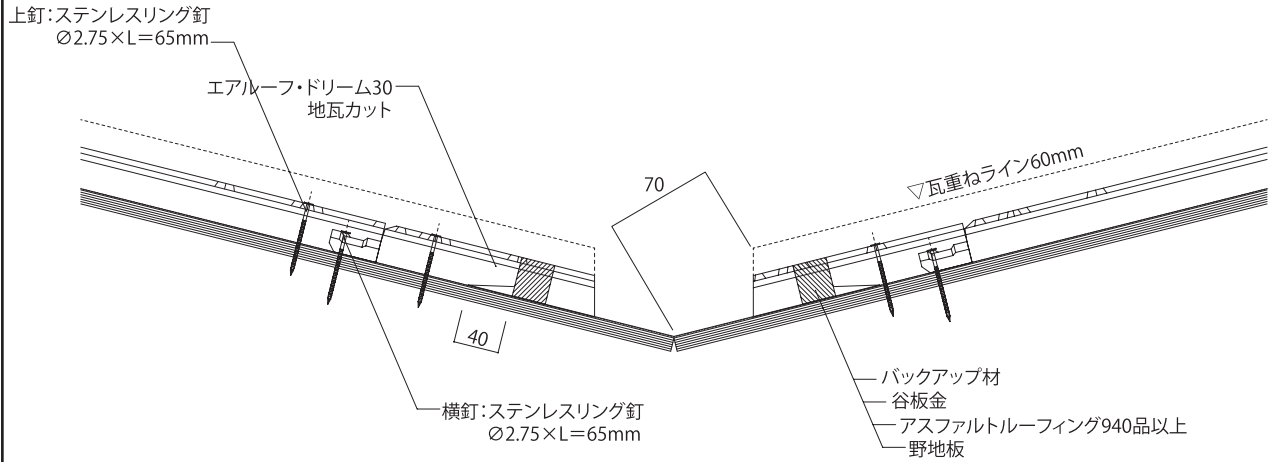 上釘：ステンレスリング釘
Ø2.75×L＝65mm
エアルーフ・ドリーム30
地瓦カット
70
▽瓦重ねライン60mm
40
横釘：ステンレスリング釘
Ø2.75×L＝65mm
バックアップ材
谷板金
アスファルトルーフィング940品以上
野地板